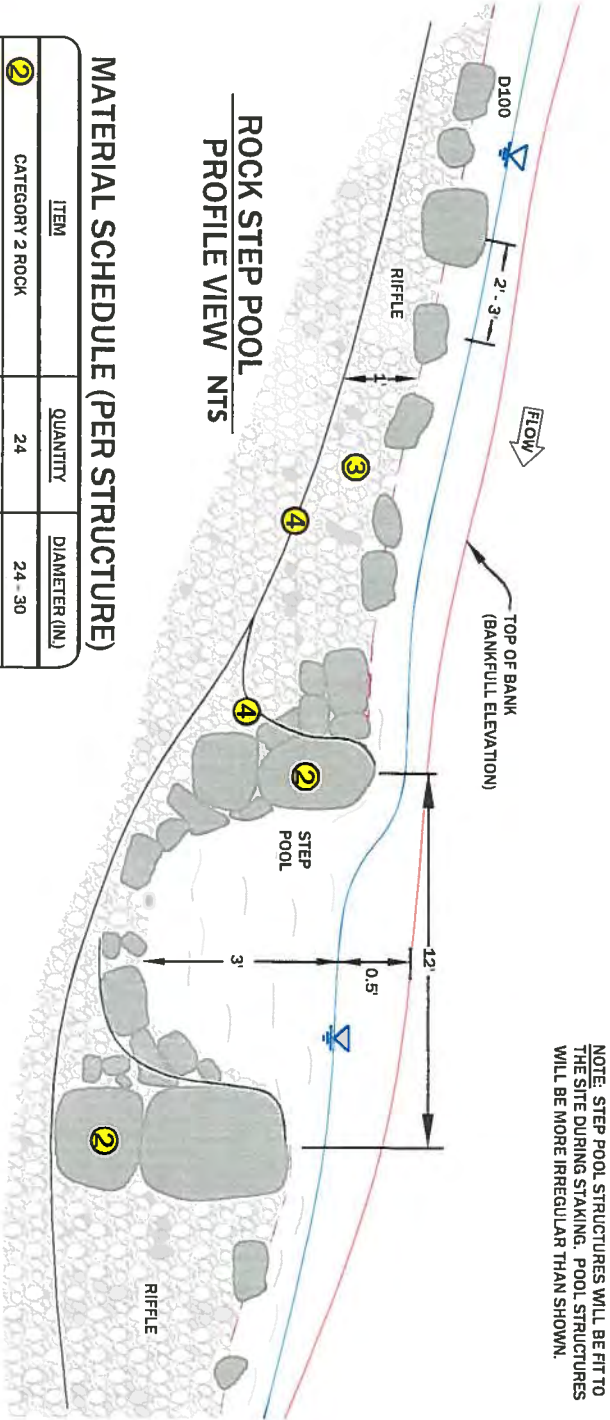 NOTE: STEP POOL STRUCTURES WILL BE FIT TO
THE SITE DURING STAKING. POOL STRUCTURES
WILL BE MORE IRREGULAR THAN SHOWN.
D100
2' - 3'
FLOW
TOP OF BANK
(BANKFULL ELEVATION)
RIFFLE
1'
3
4
4
2
STEP
POOL
12'
0.5'
3'
2
RIFFLE
ROCK STEP POOL
PROFILE VIEW NTS
MATERIAL SCHEDULE (PER STRUCTURE)
ITEM QUANTITY DIAMETER (IN.)
2 CATEGORY 2 ROCK 24 24 - 30